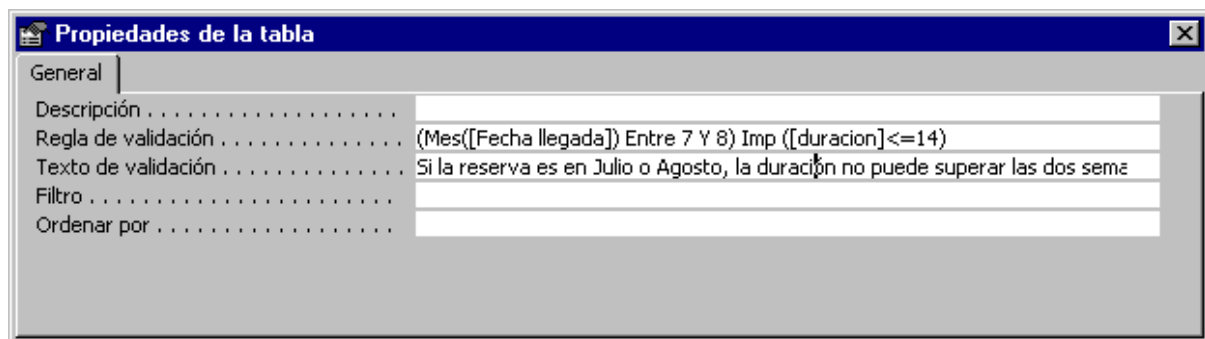 Propiedades de la tabla
General
Descripción . . . . . . . . . . . . . . . . . . . .
Regla de validación . . . . . . . . . . . . . . (Mes([Fecha llegada]) Entre 7 Y 8) Imp ([duracion]<=14)
Texto de validación . . . . . . . . . . . . . . Si la reserva es en Julio o Agosto, la duración no puede superar las dos sema
Filtro . . . . . . . . . . . . . . . . . . . . . . . .
Ordenar por . . . . . . . . . . . . . . . . . . .